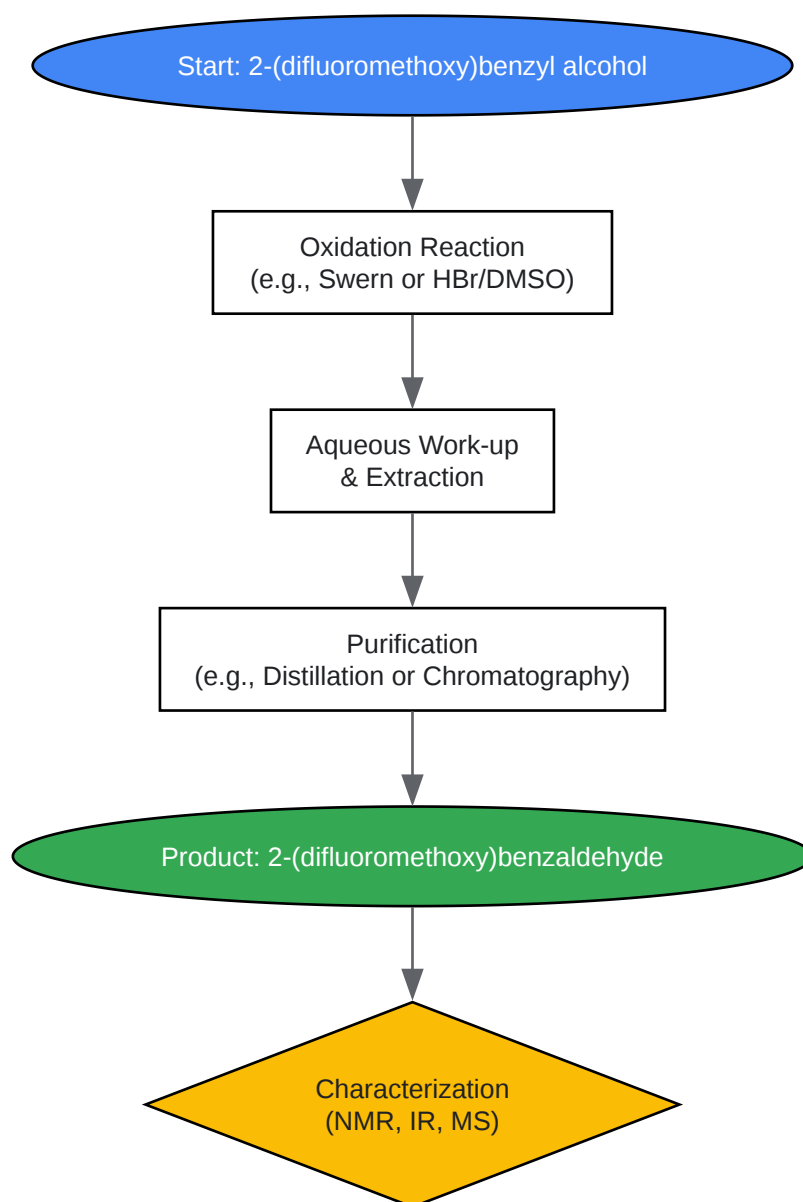 Start: 2-(difluoromethoxy)benzyl alcohol
Oxidation Reaction
(e.g., Swern or HBr/DMSO)
Aqueous Work-up
& Extraction
Purification
(e.g., Distillation or Chromatography)
Product: 2-(difluoromethoxy)benzaldehyde
Characterization
(NMR, IR, MS)